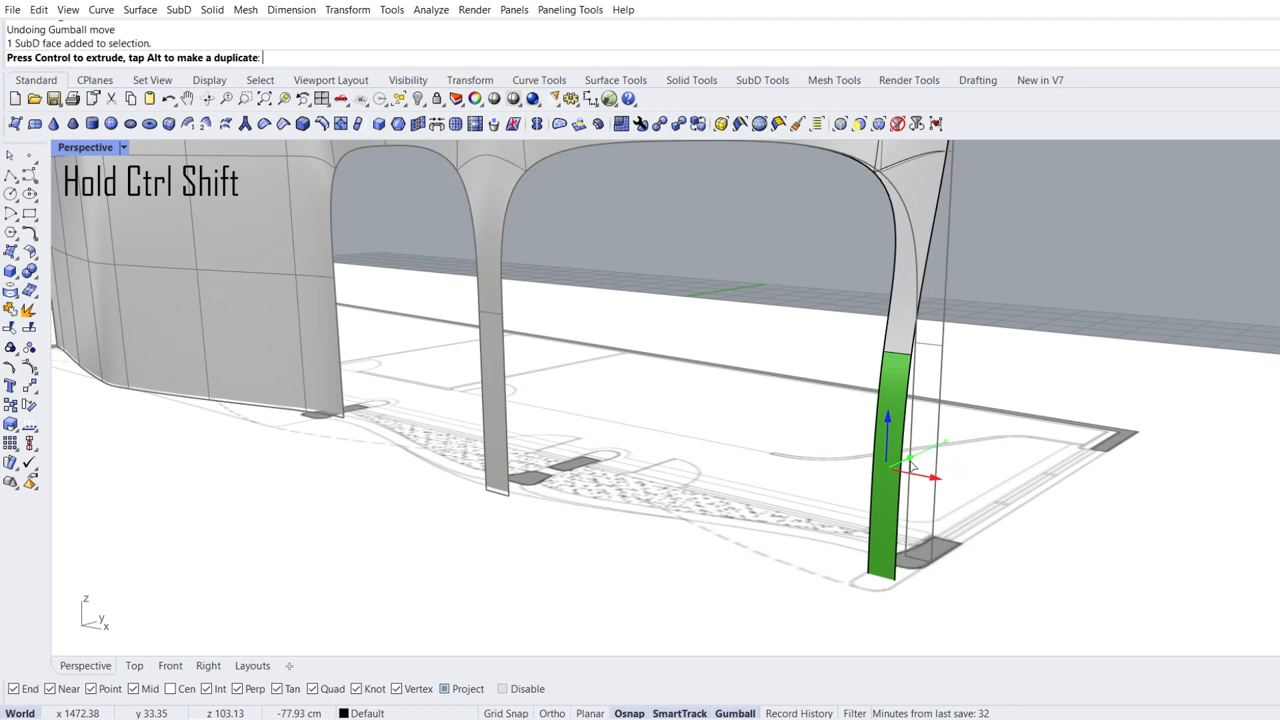 File Edit View Curve Surface SubD Solid Mesh Dimension Transform Tools Analyze Render Panels Paneling Tools Help
Undoing Gumball move
1 SubD face added to selection.
Press Control to extrude, tap Alt to make a duplicate:
Standard CPlanes Set View Display Select Viewport Layout Visibility Transform Curve Tools Surface Tools Solid Tools SubD Tools Mesh Tools Render Tools Drafting New in V7
Perspective
Hold Ctrl Shift
z
y
x
Perspective Top Front Right Layouts
End Near Point Mid Cen Int Perp Tan Quad Knot Vertex Project Disable
World x 1472.38 y 33.35 z 103.13 -77.93 cm Default Grid Snap Ortho Planar Osnap SmartTrack Gumball Record History Filter Minutes from last save: 32